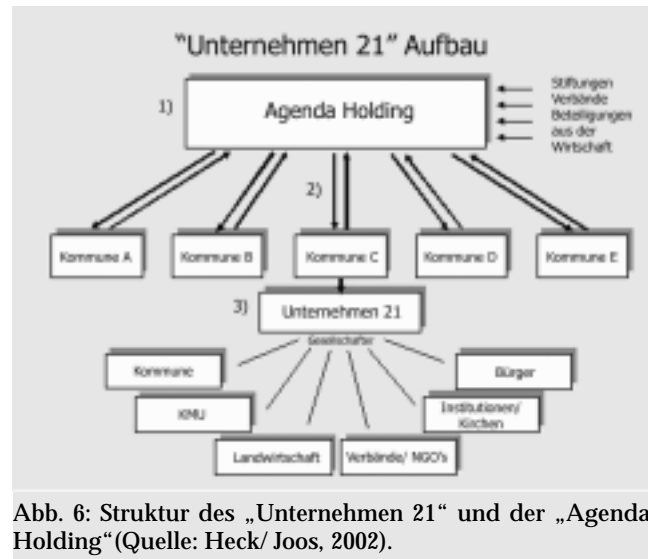 "Unternehmen 21" Aufbau
1)
Agenda Holding
Stiftungen
Verbände
Beteiligungen
aus der
Wirtschaft
2)
Kommune A
Kommune B
Kommune C
Kommune D
Kommune E
3)
Unternehmen 21
Gesellschafter
Kommune
Bürger
KMU
Institutionen/
Kirchen
Landwirtschaft
Verbände/ NGO's
Abb. 6: Struktur des „Unternehmen 21“ und der „Agenda
Holding“(Quelle: Heck/ Joos, 2002).